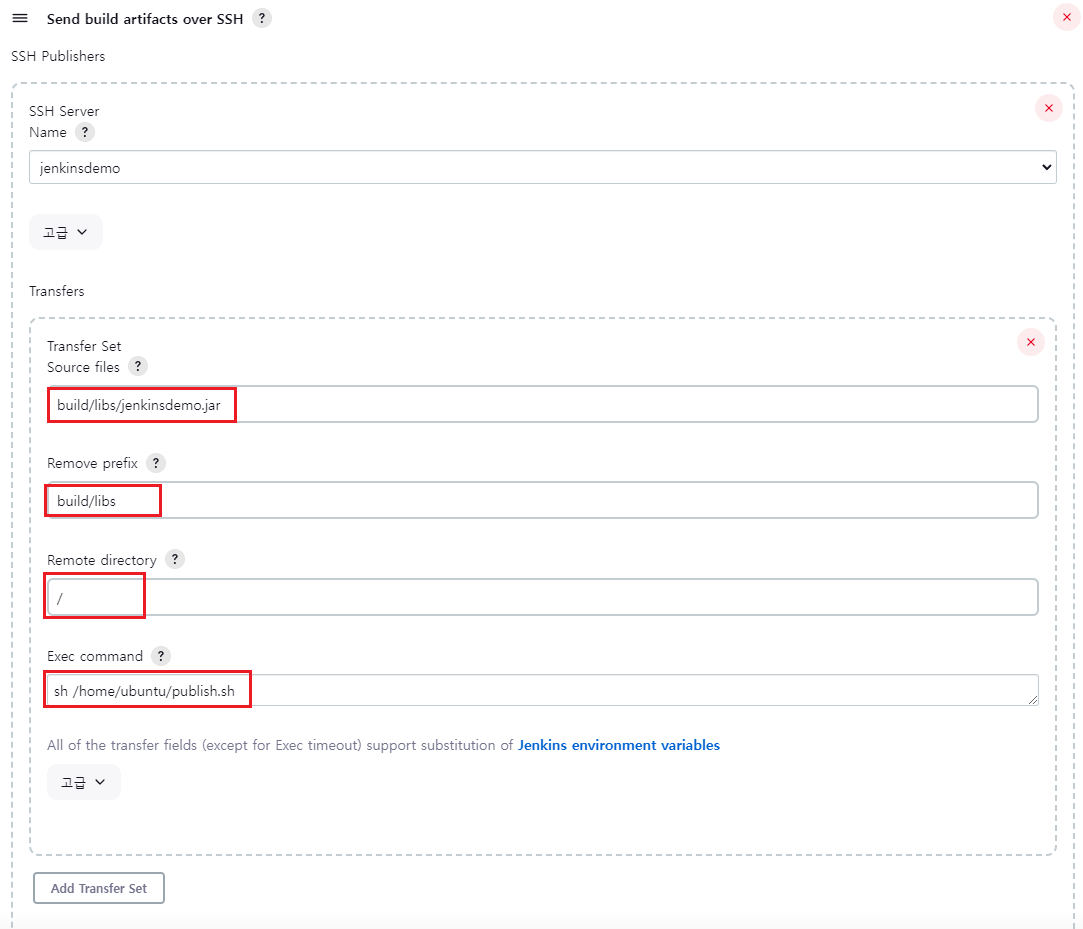 Send build artifacts over SSH ?
SSH Publishers
SSH Server
Name ?
jenkinsdemo
고급
Transfers
Transfer Set
Source files ?
build/libs/jenkinsdemo.jar
Remove prefix ?
build/libs
Remote directory ?
/
Exec command ?
sh /home/ubuntu/publish.sh
All of the transfer fields (except for Exec timeout) support substitution of Jenkins environment variables
고급
Add Transfer Set